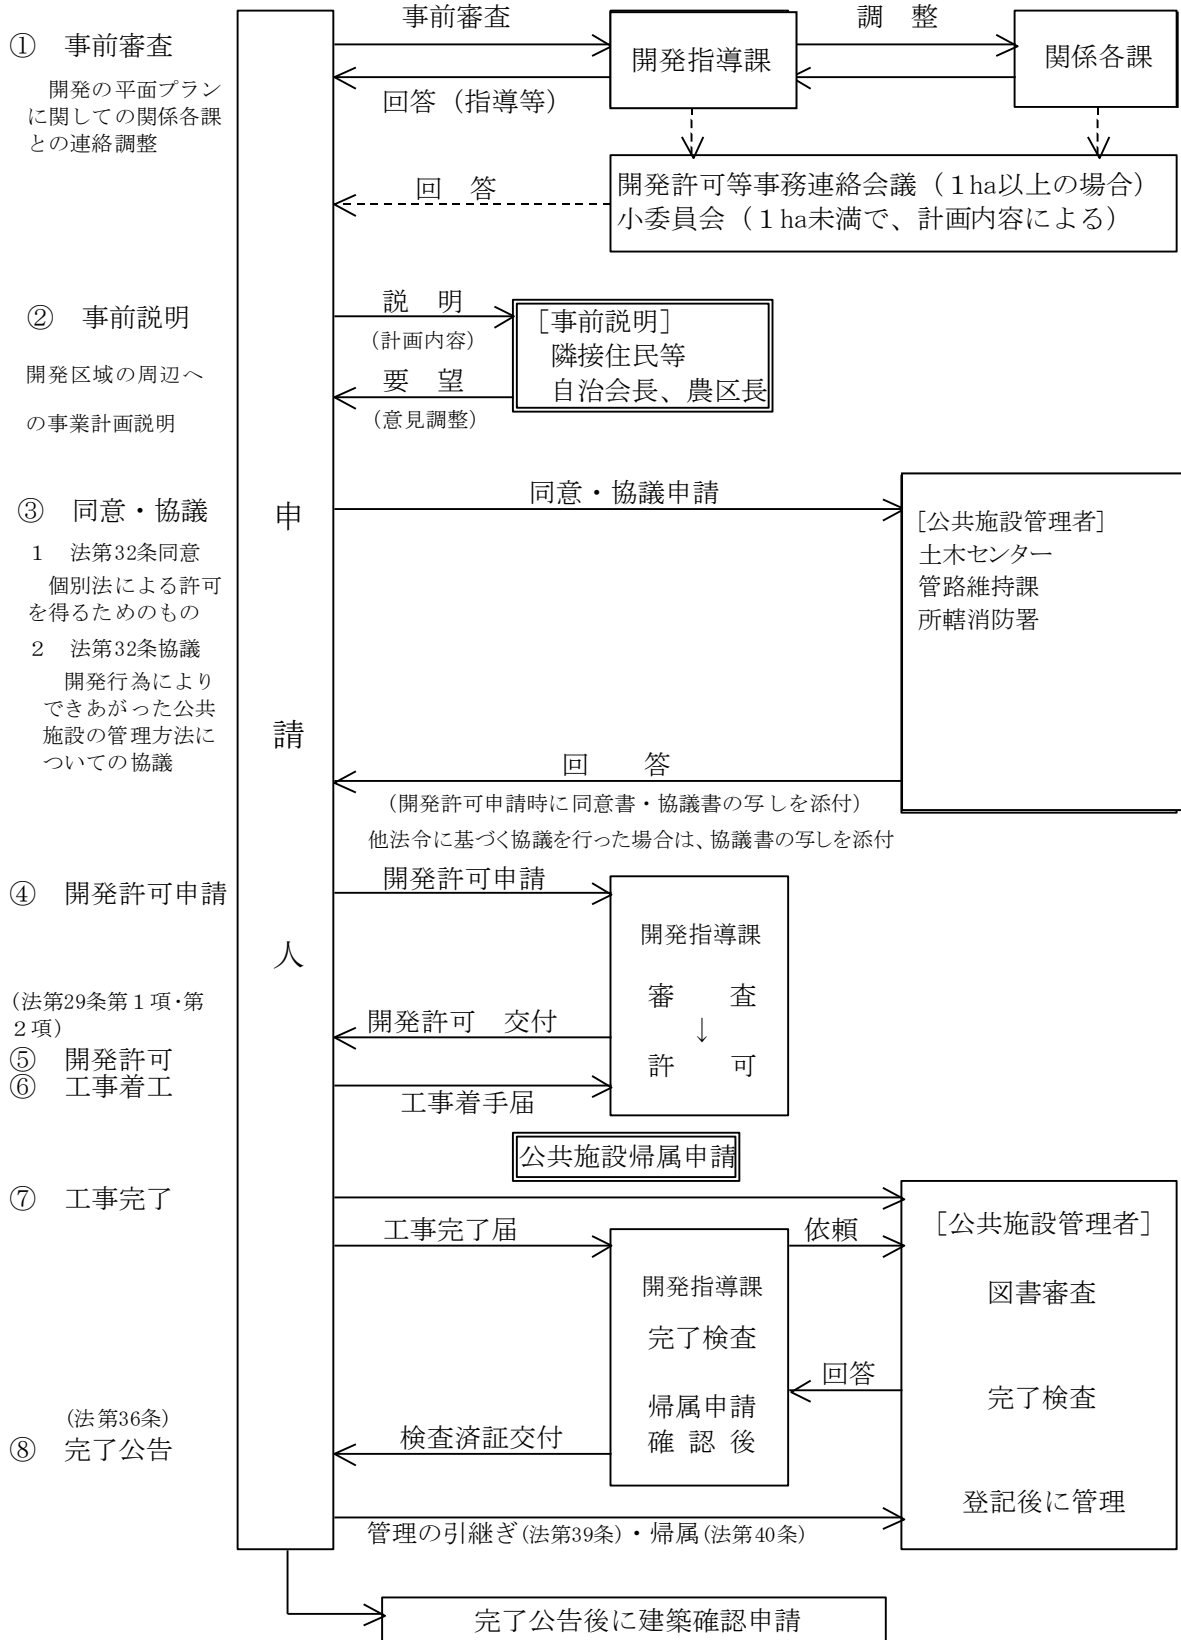 事前審査
調　整
①　事前審査
開発の平面プラン
に関しての関係各課
との連絡調整
開発指導課
関係各課
回答（指導等）
回　答
開発許可等事務連絡会議（１ha以上の場合）
小委員会（１ha未満で、計画内容による）
②　事前説明
開発区域の周辺へ
の事業計画説明
説　明
(計画内容)
要　望
(意見調整)
［事前説明］
隣接住民等
自治会長、農区長
申
請
人
③　同意・協議
１　法第32条同意
個別法による許可
を得るためのもの
２　法第32条協議
開発行為により
できあがった公共
施設の管理方法に
ついての協議
同意・協議申請
［公共施設管理者］
土木センター
管路維持課
所轄消防署
回　　答
（開発許可申請時に同意書・協議書の写しを添付）
他法令に基づく協議を行った場合は、協議書の写しを添付
④　開発許可申請
開発許可申請
開発指導課
審　　査
↓
許　　可
(法第29条第１項・第
２項)
開発許可　交付
⑤　開発許可
⑥　工事着工
工事着手届
公共施設帰属申請
⑦　工事完了
工事完了届
依頼
［公共施設管理者］
開発指導課
図書審査
完了検査
回答
完了検査
帰属申請
確 認 後
(法第36条)
⑧　完了公告
検査済証交付
登記後に管理
管理の引継ぎ(法第39条)・帰属(法第40条)
完了公告後に建築確認申請